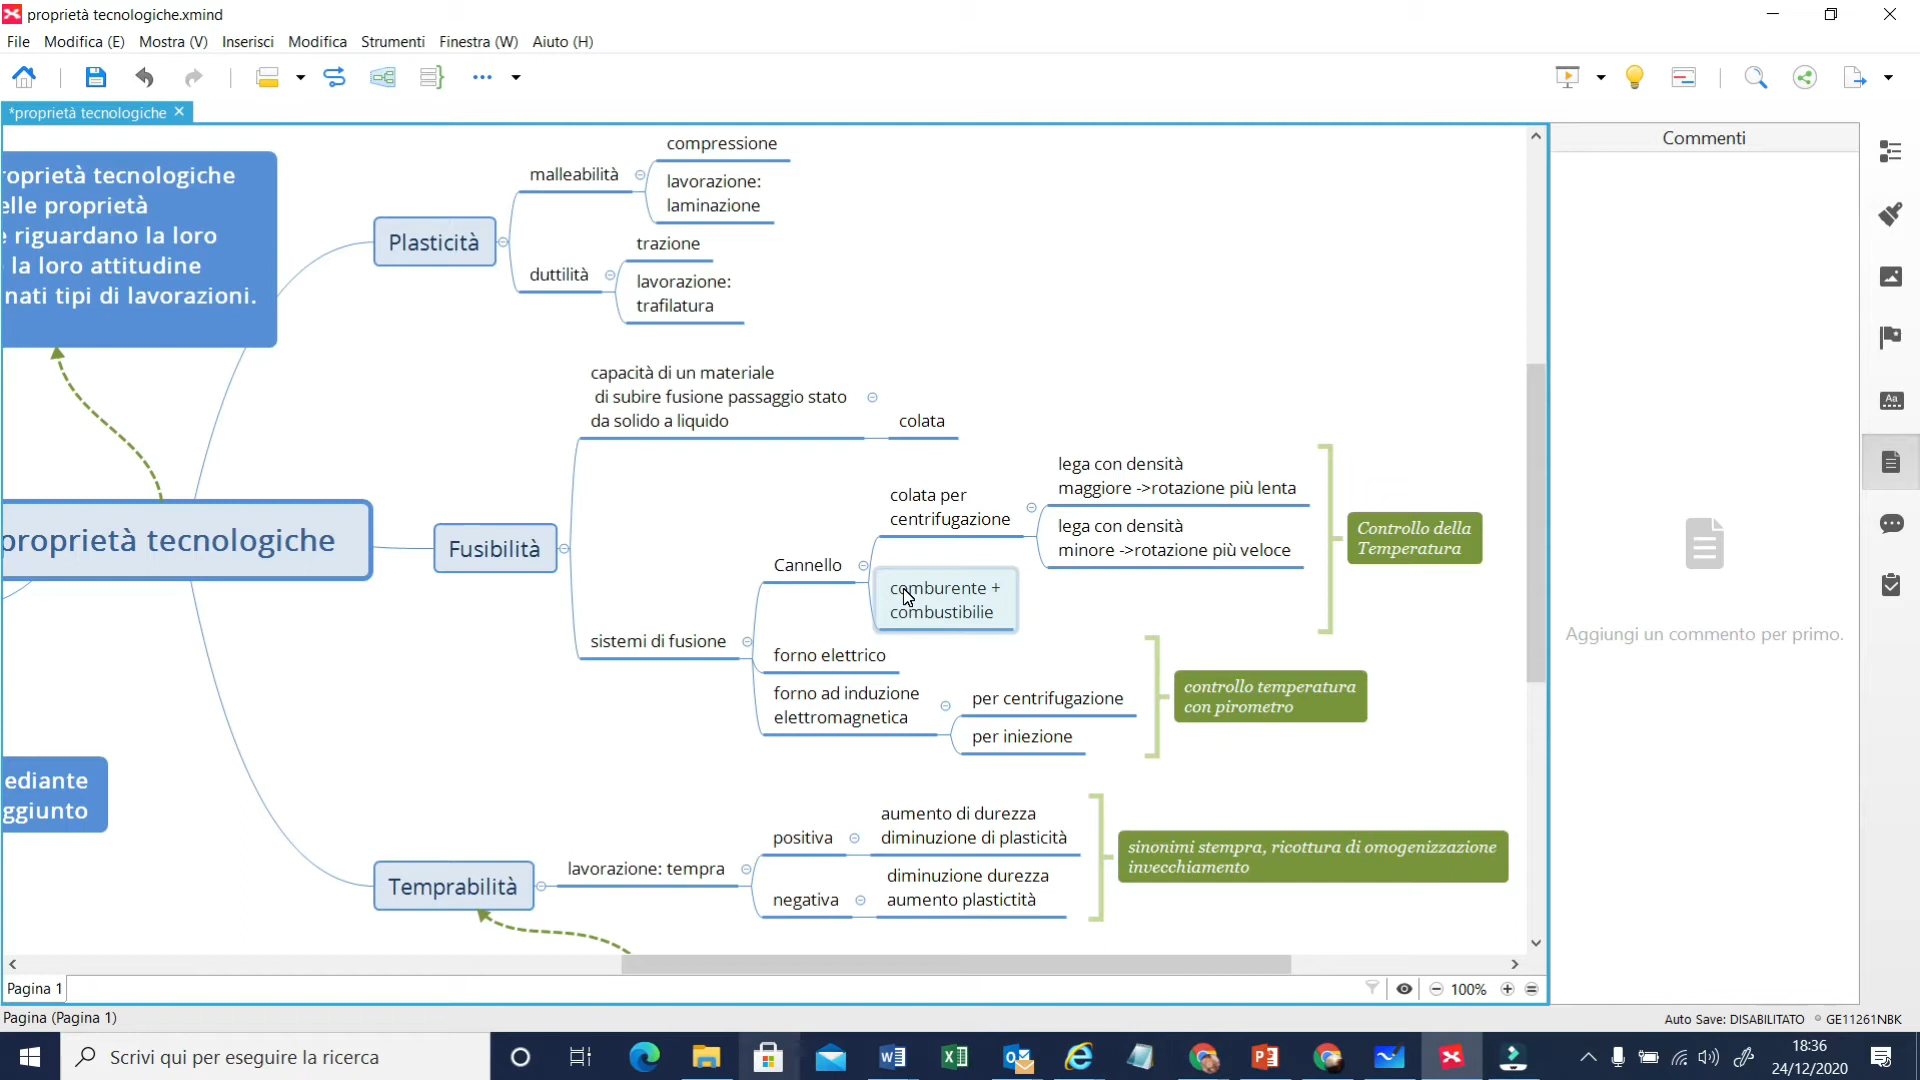 proprietà tecnologiche.xmind
File Modifica (E) Mostra (V) Inserisci Modifica Strumenti Finestra (W) Aiuto (H)
*proprietà tecnologiche
Commenti
oprietà tecnologiche
elle proprietà
riguardano la loro
la loro attitudine
nati tipi di lavorazioni.
Plasticità
malleabilità
compressione
lavorazione:
laminazione
duttilità
trazione
lavorazione:
trafilatura
proprietà tecnologiche
Fusibilità
capacità di un materiale
di subire fusione passaggio stato
da solido a liquido
colata
sistemi di fusione
Cannello
colata per
centrifugazione
lega con densità
maggiore ->rotazione più lenta
lega con densità
minore ->rotazione più veloce
Controllo della
Temperatura
comburente +
combustibilie
forno elettrico
forno ad induzione
elettromagnetica
per centrifugazione
per iniezione
controllo temperatura
con pirometro
Aggiungi un commento per primo.
ediante
ggiunto
Temprabilità
lavorazione: tempra
positiva
aumento di durezza
diminuzione di plasticità
negativa
diminuzione durezza
aumento plastictità
sinonimi stempra, ricottura di omogenizzazione
invecchiamento
Pagina 1
100%
Pagina (Pagina 1)
Auto Save: DISABILITATO GE11261NBK
Scrivi qui per eseguire la ricerca
18:36
24/12/2020